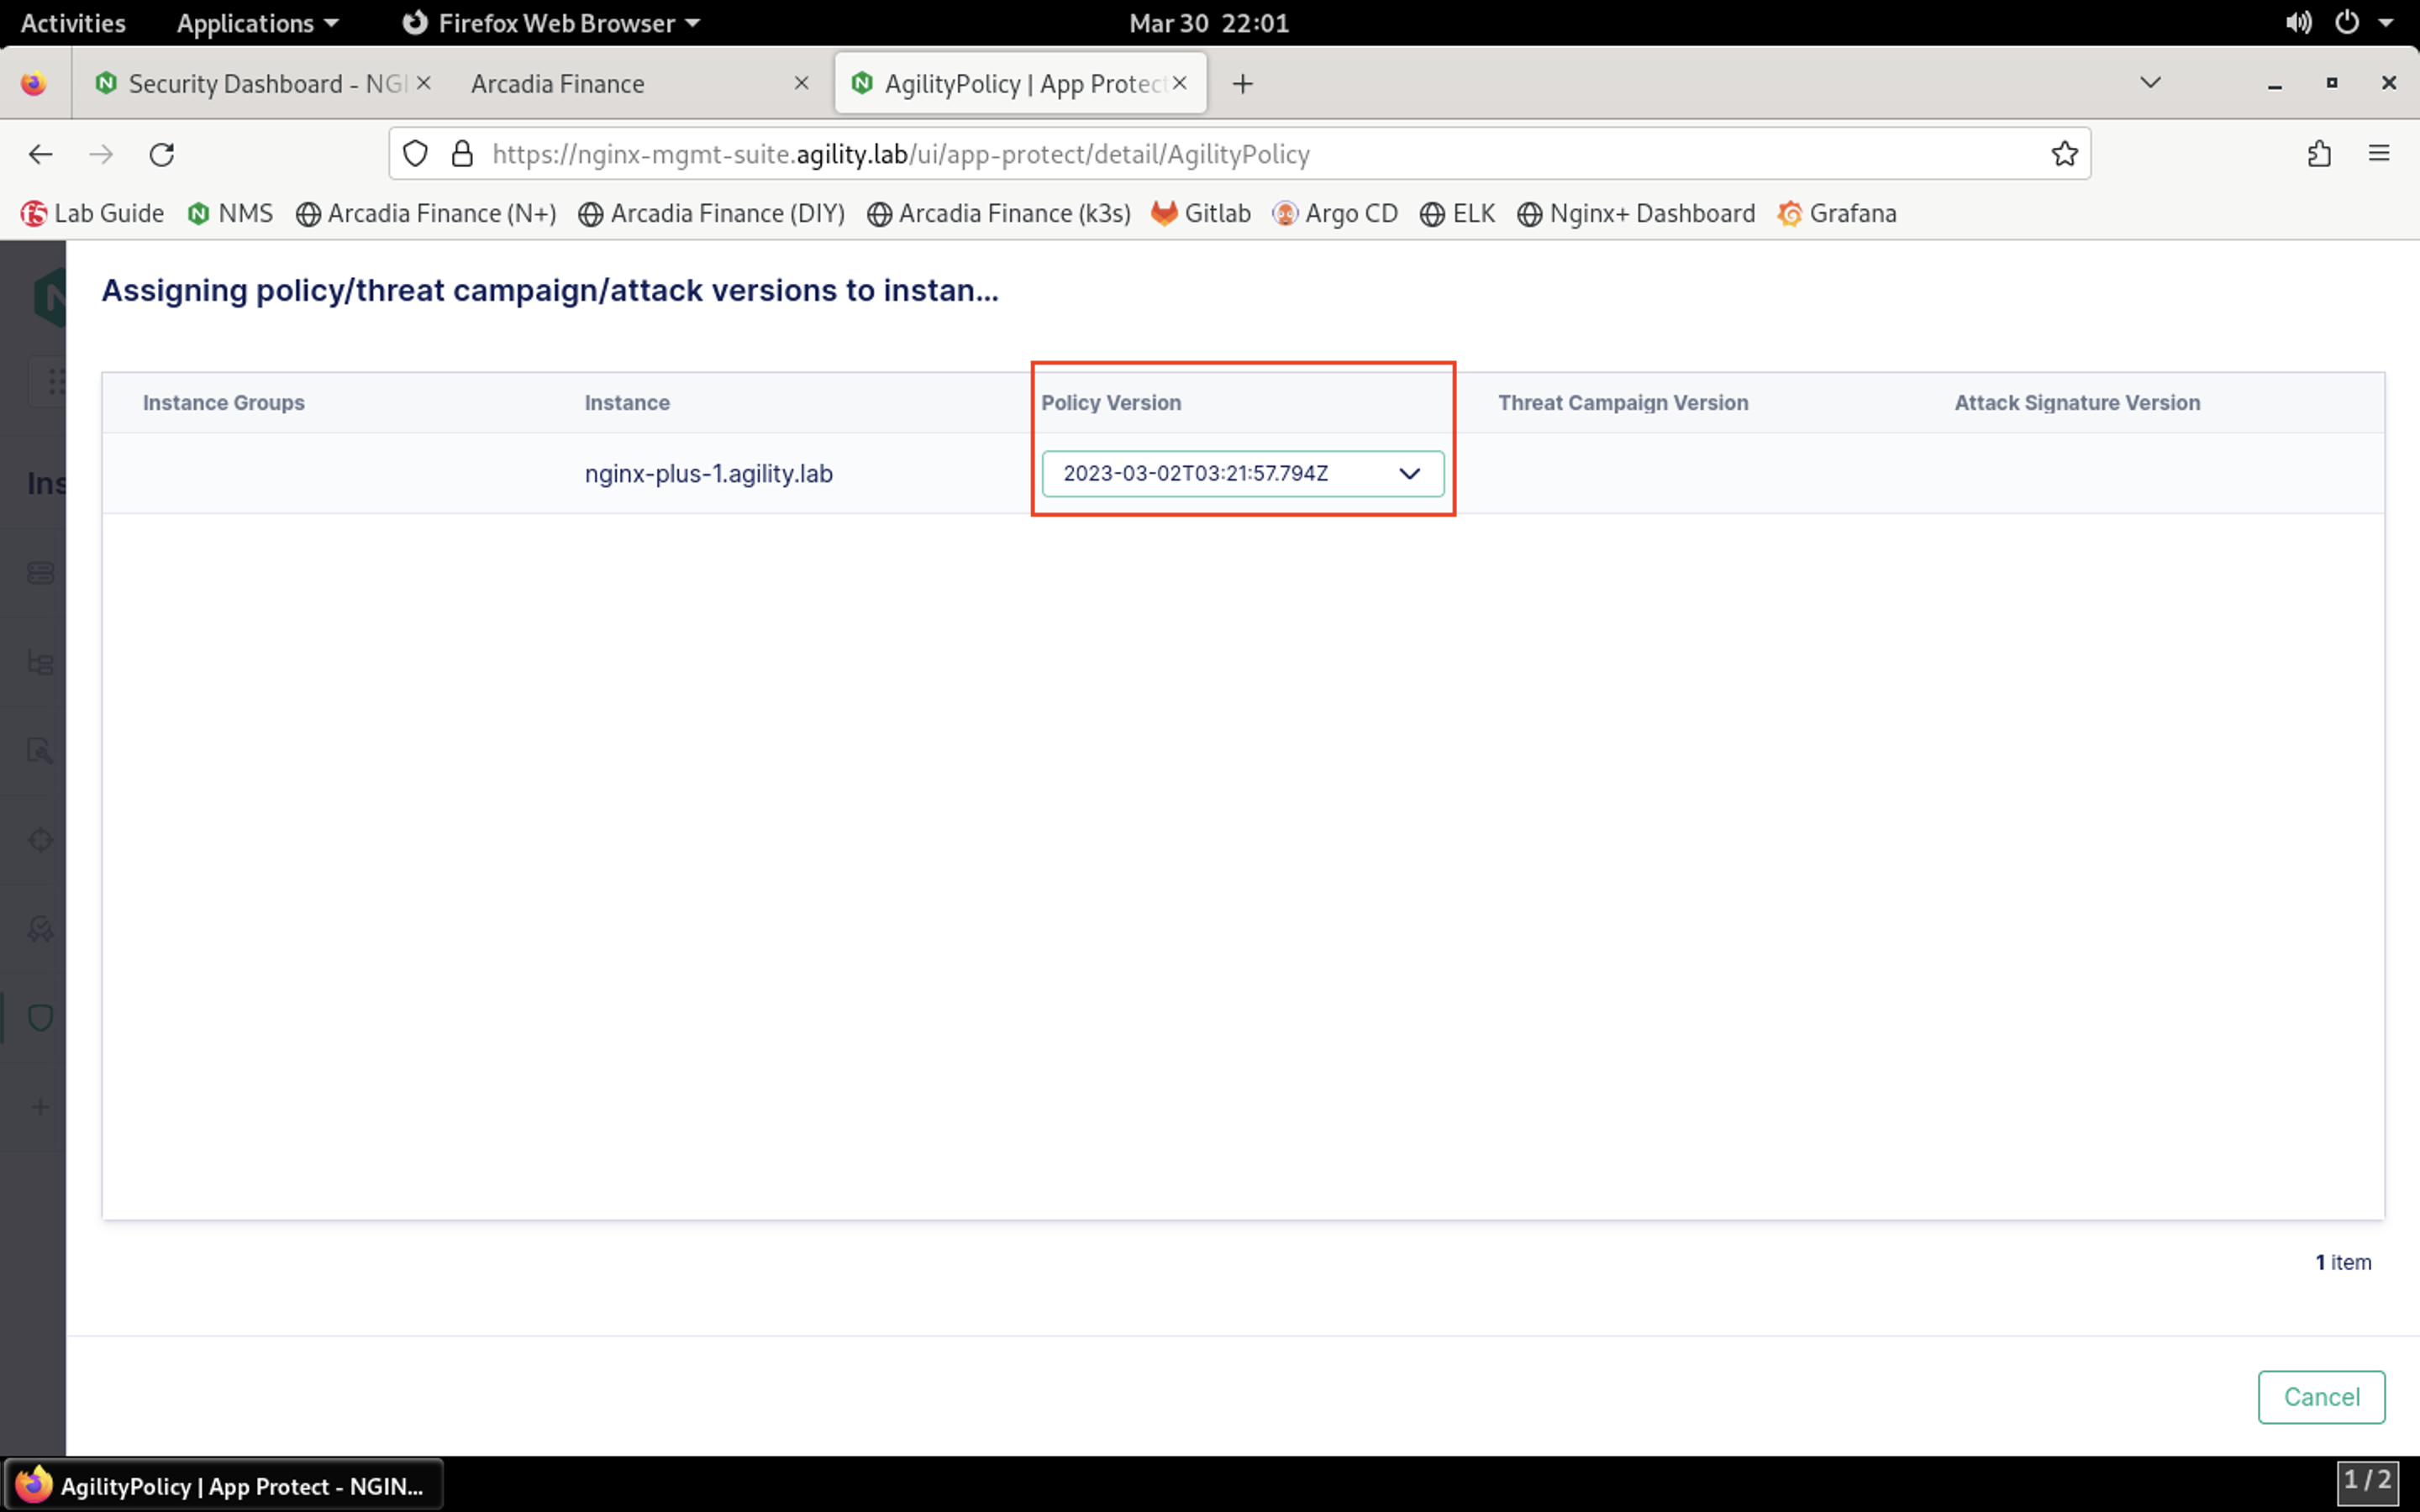 Activities Applications Firefox Web Browser Mar 30 22:01
Security Dashboard - NGI Arcadia Finance AgilityPolicy | App Protect
https://nginx-mgmt-suite.agility.lab/ui/app-protect/detail/AgilityPolicy
Lab Guide NMS Arcadia Finance (N+) Arcadia Finance (DIY) Arcadia Finance (k3s) Gitlab Argo CD ELK Nginx+ Dashboard Grafana
Assigning policy/threat campaign/attack versions to instan...
Instance Groups Instance Policy Version Threat Campaign Version Attack Signature Version
nginx-plus-1.agility.lab 2023-03-02T03:21:57.794Z
Ins
1 item
Cancel
AgilityPolicy | App Protect - NGIN... 1 / 2